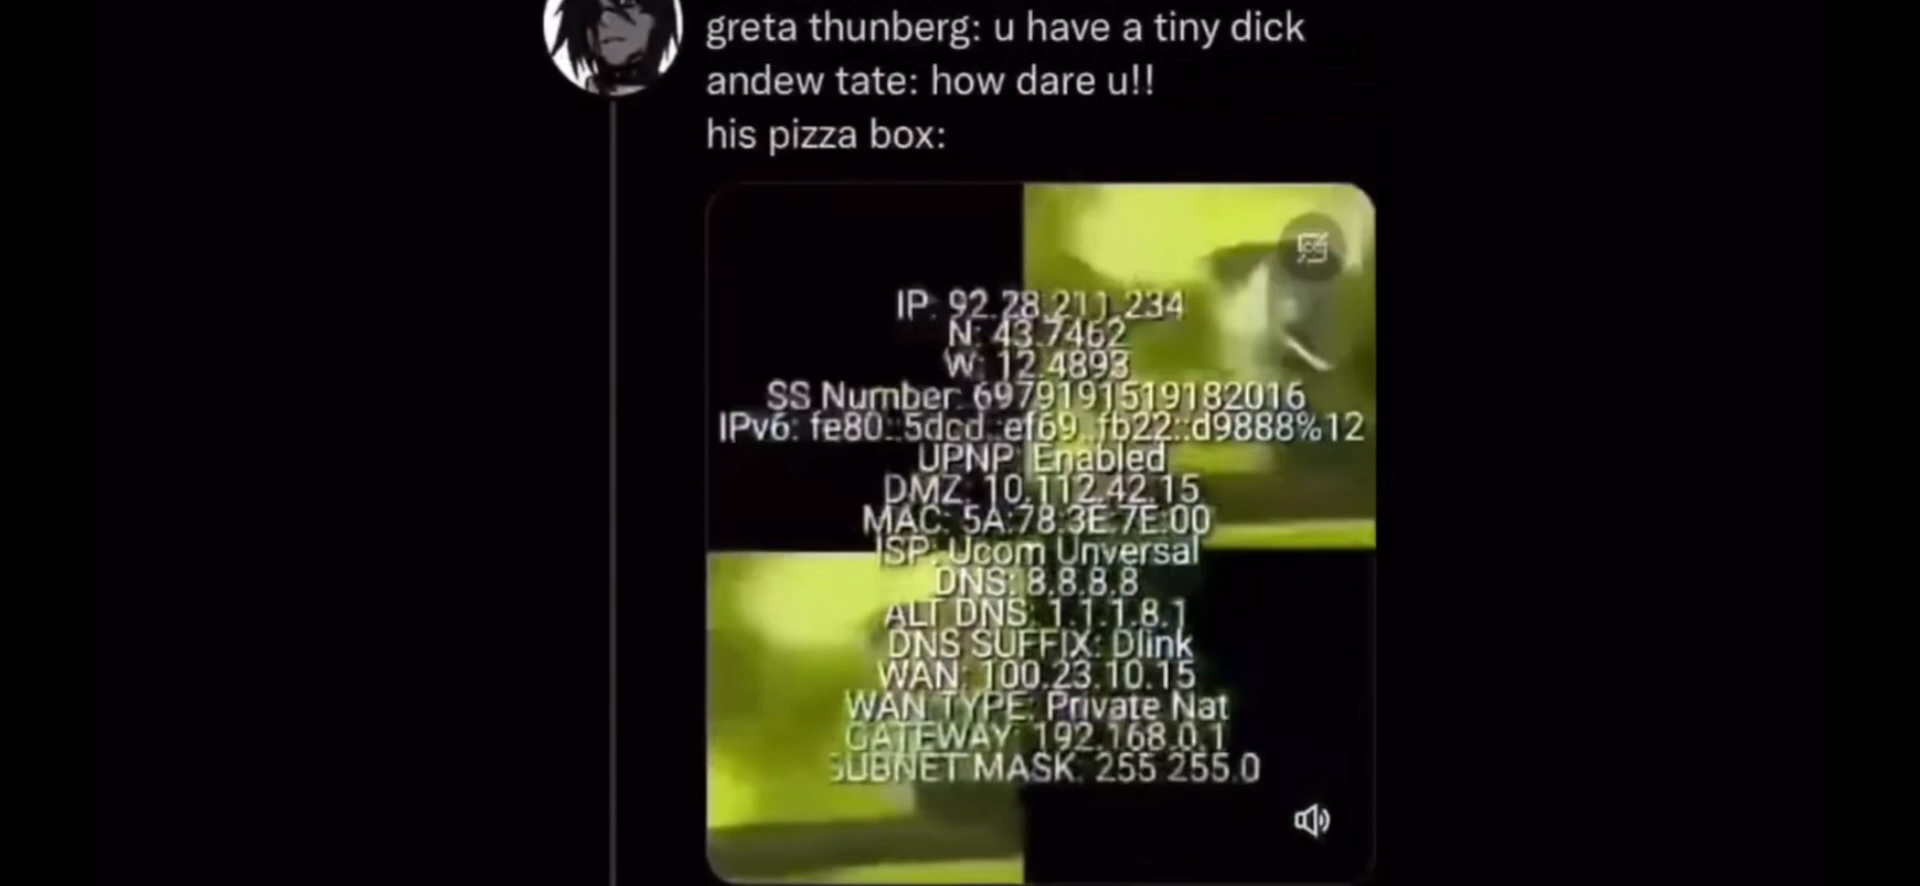 greta thunberg: u have a tiny dick
andew tate: how dare u!!
his pizza box:
IP: 92.28.211.234
N: 43.7462
W: 12.4893
SS Number: 6979191519182016
IPv6: fe80::5dcd::ef69::fb22::d9888%12
UPNP: Enabled
DMZ: 10.112.42.15
MAC: 5A:78:3E:7E:00
ISP: Ucom Unversal
DNS: 8.8.8.8
ALT DNS: 1.1.1.8.1
DNS SUFFIX: Dlink
WAN: 100.23.10.15
WAN TYPE: Private Nat
GATEWAY: 192.168.0.1
SUBNET MASK: 255.255.0